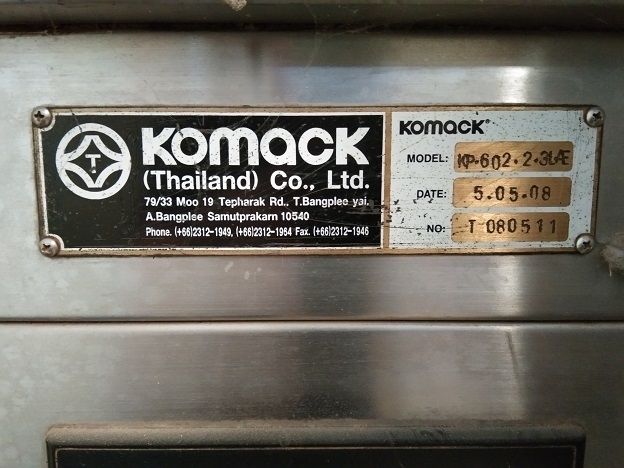 T
KOMACK
(Thailand) Co., Ltd.
79/33 Moo 19 Tepharak Rd., T.Bangplee yai,
A.Bangplee Samutprakarn 10540
Phone. (+66)2312-1949, (+66)2312-1964 Fax. (+66)2312-1946
KOMACK®
MODEL: KP-602.2.3LAE
DATE: 5.05.08
NO: T 080511